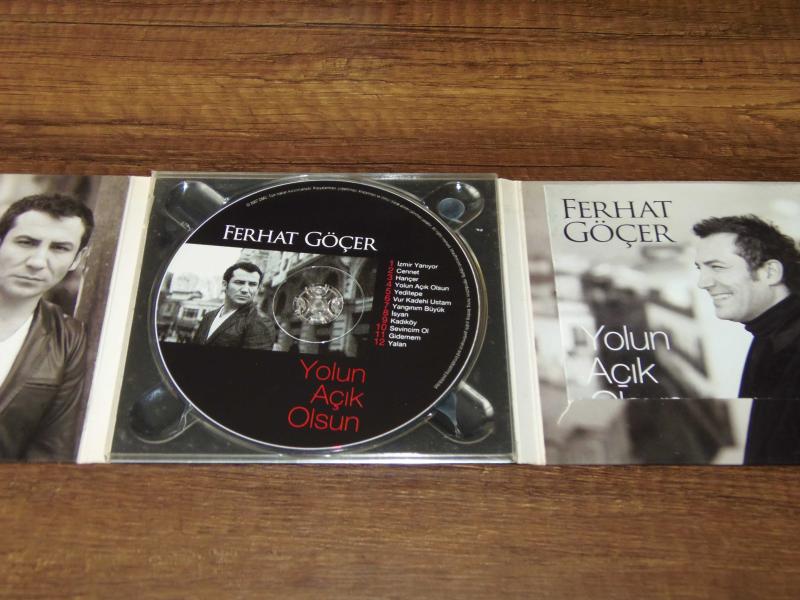 FERHAT GÖÇER
1 İzmir Yanıyor
2 Cennet
3 Hançer
4 Yolun Açık Olsun
5 Yeditepe
6 Vur Kadehi Ustam
7 Yangınım Büyük
8 İsyan
9 Kadıköy
10 Sevincim Ol
11 Gidemem
12 Yalan
Yolun
Açık
Olsun
FERHAT
GÖÇER
Yolun
Açık
Olsun